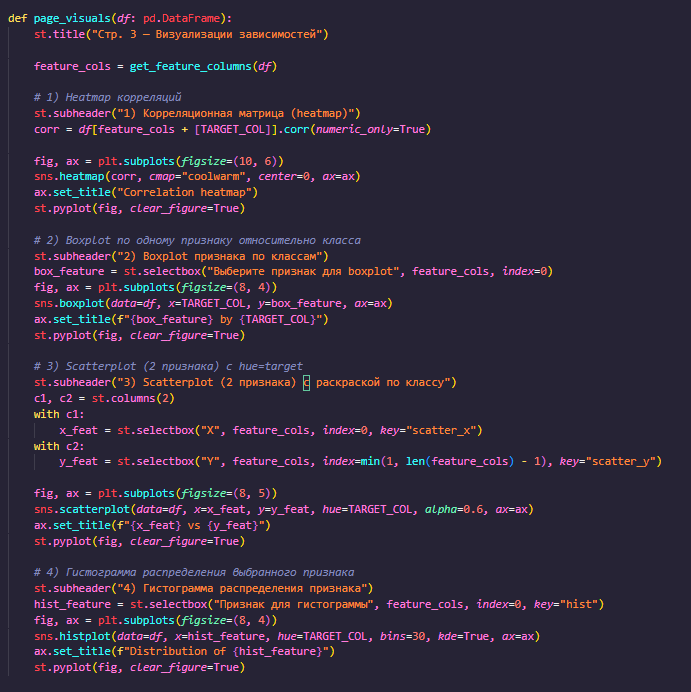 def page_visuals(df: pd.DataFrame):
    st.title("Стр. 3 — Визуализации зависимостей")

    feature_cols = get_feature_columns(df)

    # 1) Heatmap корреляций
    st.subheader("1) Корреляционная матрица (heatmap)")
    corr = df[feature_cols + [TARGET_COL]].corr(numeric_only=True)

    fig, ax = plt.subplots(figsize=(10, 6))
    sns.heatmap(corr, cmap="coolwarm", center=0, ax=ax)
    ax.set_title("Correlation heatmap")
    st.pyplot(fig, clear_figure=True)

    # 2) Boxplot по одному признаку относительно класса
    st.subheader("2) Boxplot признака по классам")
    box_feature = st.selectbox("Выберите признак для boxplot", feature_cols, index=0)
    fig, ax = plt.subplots(figsize=(8, 4))
    sns.boxplot(data=df, x=TARGET_COL, y=box_feature, ax=ax)
    ax.set_title(f"{box_feature} by {TARGET_COL}")
    st.pyplot(fig, clear_figure=True)

    # 3) Scatterplot (2 признака) с hue=target
    st.subheader("3) Scatterplot (2 признака) с раскраской по классу")
    c1, c2 = st.columns(2)
    with c1:
        x_feat = st.selectbox("X", feature_cols, index=0, key="scatter_x")
    with c2:
        y_feat = st.selectbox("Y", feature_cols, index=min(1, len(feature_cols) - 1), key="scatter_y")

    fig, ax = plt.subplots(figsize=(8, 5))
    sns.scatterplot(data=df, x=x_feat, y=y_feat, hue=TARGET_COL, alpha=0.6, ax=ax)
    ax.set_title(f"{x_feat} vs {y_feat}")
    st.pyplot(fig, clear_figure=True)

    # 4) Гистограмма распределения выбранного признака
    st.subheader("4) Гистограмма распределения признака")
    hist_feature = st.selectbox("Признак для гистограммы", feature_cols, index=0, key="hist")
    fig, ax = plt.subplots(figsize=(8, 4))
    sns.histplot(data=df, x=hist_feature, hue=TARGET_COL, bins=30, kde=True, ax=ax)
    ax.set_title(f"Distribution of {hist_feature}")
    st.pyplot(fig, clear_figure=True)